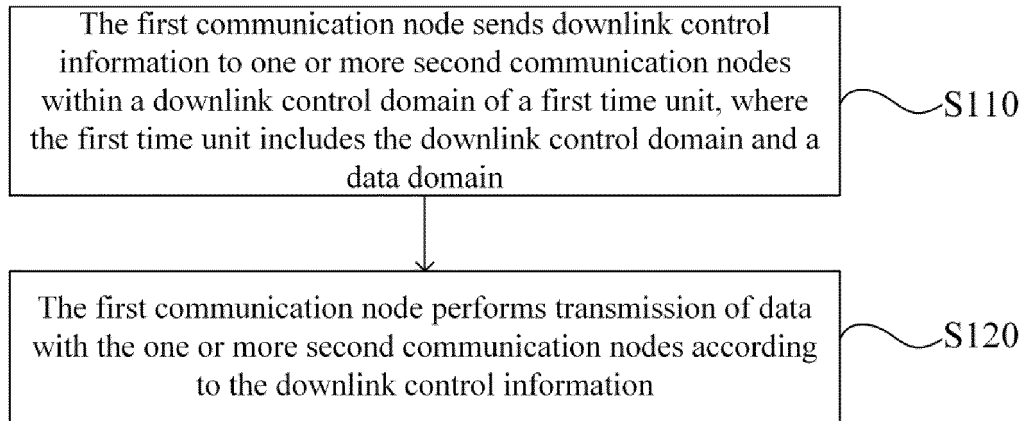 The first communication node sends downlink control
information to one or more second communication nodes
within a downlink control domain of a first time unit, where
the first time unit includes the downlink control domain and a
data domain
S110
The first communication node performs transmission of data
with the one or more second communication nodes according
to the downlink control information
S120